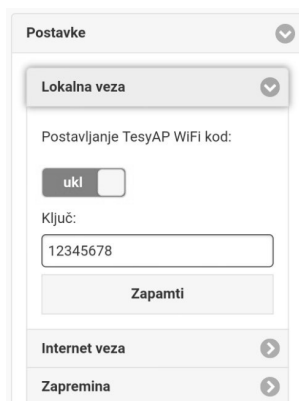 Postavke
Lokalna veza
Postavljanje TesyAP WiFi kod:
ukl
Ključ:
12345678
Zapamti
Internet veza
Zapremina